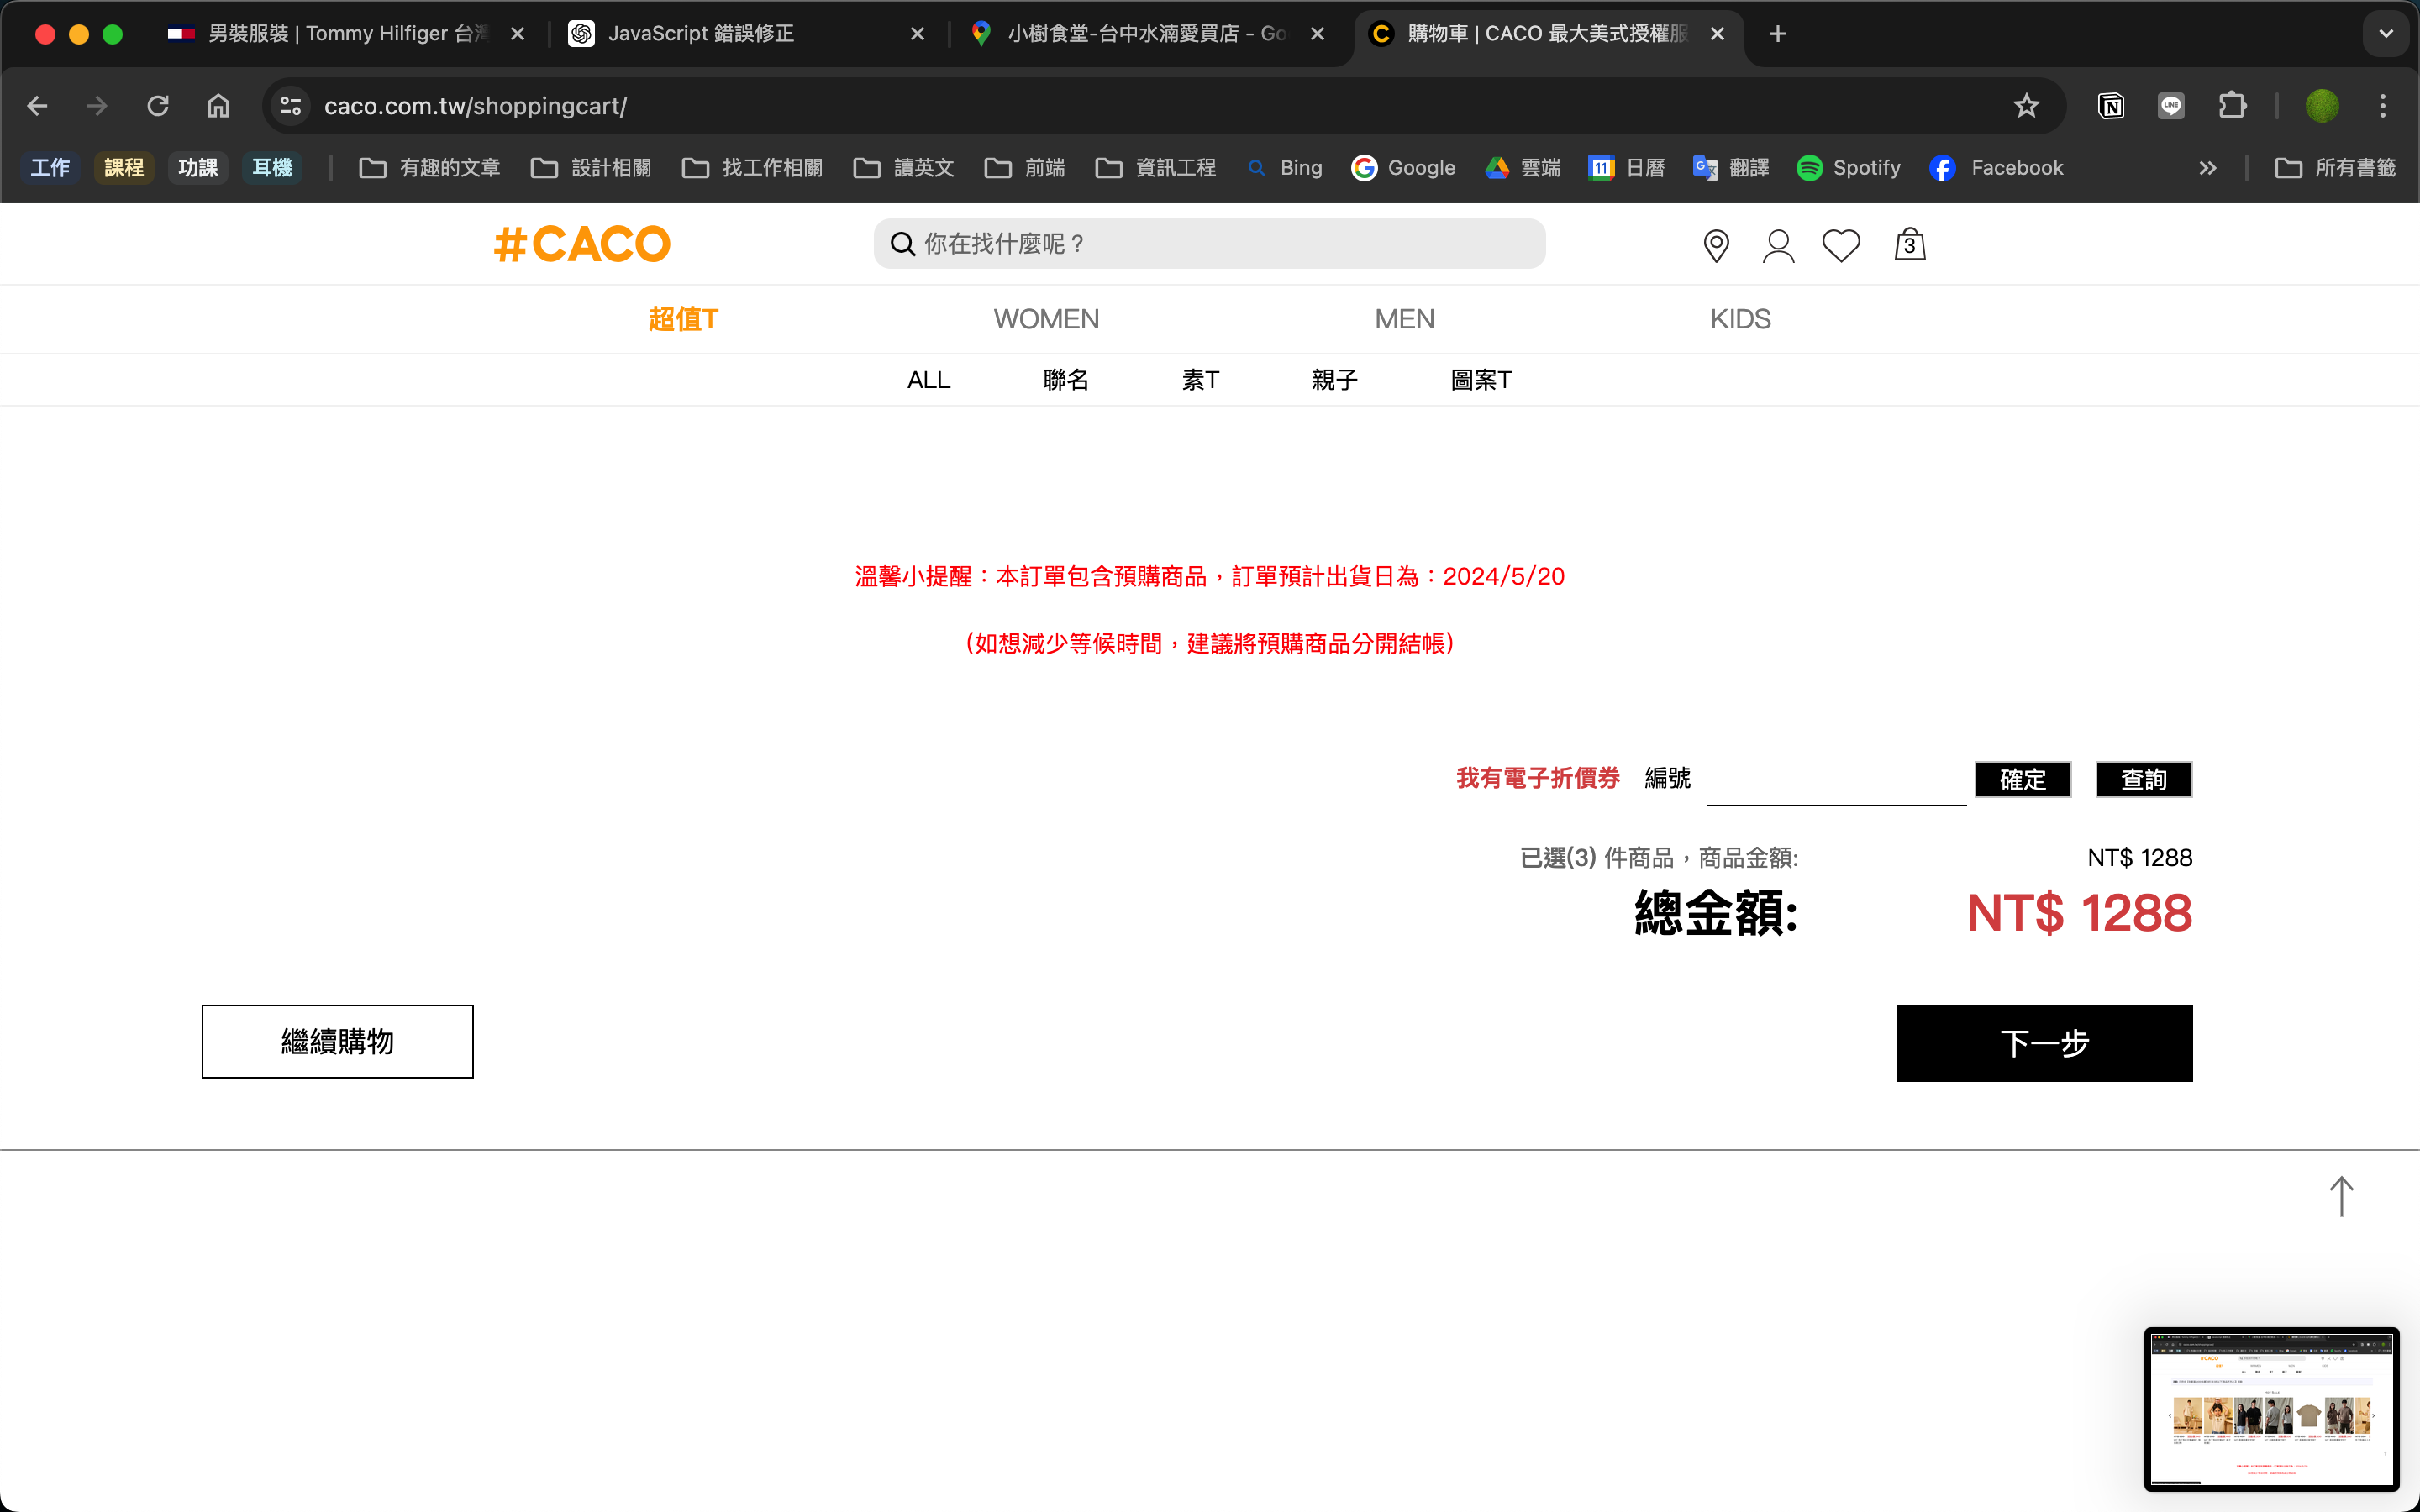 男裝服裝 | Tommy Hilfiger 台灣
JavaScript 錯誤修正
小樹食堂-台中水湳愛買店 - Go
購物車 | CACO 最大美式授權服
caco.com.tw/shoppingcart/
工作 課程 功課 耳機 有趣的文章 設計相關 找工作相關 讀英文 前端 資訊工程 Bing Google 雲端 11 日曆 翻譯 Spotify Facebook 所有書籤
#CACO
你在找什麼呢？
3
超值T WOMEN MEN KIDS
ALL 聯名 素T 親子 圖案T
溫馨小提醒：本訂單包含預購商品，訂單預計出貨日為：2024/5/20
(如想減少等候時間，建議將預購商品分開結帳)
我有電子折價券 編號 確定 查詢
已選(3) 件商品，商品金額: NT$ 1288
總金額: NT$ 1288
繼續購物 下一步
#CACO